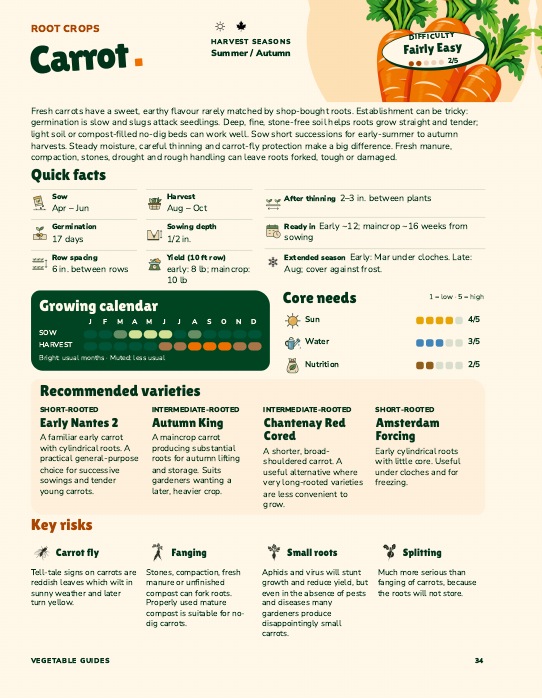 ROOT CROPS
Carrot.
HARVEST SEASONS
Summer / Autumn
DIFFICULTY
Fairly Easy
2/5
Fresh carrots have a sweet, earthy flavour rarely matched by shop-bought roots. Establishment can be tricky:
germination is slow and slugs attack seedlings. Deep, fine, stone-free soil helps roots grow straight and tender;
light soil or compost-filled no-dig beds can work well. Sow short successions for early-summer to autumn
harvests. Steady moisture, careful thinning and carrot-fly protection make a big difference. Fresh manure,
compaction, stones, drought and rough handling can leave roots forked, tough or damaged.
Quick facts
Sow
Apr – Jun
Harvest
Aug – Oct
After thinning 2–3 in. between plants
Germination
17 days
Sowing depth
1/2 in.
Ready in Early ~12; maincrop ~16 weeks from
sowing
Row spacing
6 in. between rows
Yield (10 ft row)
early: 8 lb; maincrop:
10 lb
Extended season Early: Mar under cloches. Late:
Aug; cover against frost.
Growing calendar
J F M A M J J A S O N D
SOW
HARVEST
Bright: usual months · Muted: less usual
Core needs
1 = low · 5 = high
Sun 4/5
Water 3/5
Nutrition 2/5
Recommended varieties
SHORT-ROOTED
Early Nantes 2
A familiar early carrot
with cylindrical roots. A
practical general-purpose
choice for successive
sowings and tender
young carrots.
INTERMEDIATE-ROOTED
Autumn King
A maincrop carrot
producing substantial
roots for autumn lifting
and storage. Suits
gardeners wanting a
later, heavier crop.
INTERMEDIATE-ROOTED
Chantenay Red
Cored
A shorter, broad-
shouldered carrot. A
useful alternative where
very long-rooted varieties
are less convenient to
grow.
SHORT-ROOTED
Amsterdam
Forcing
Early cylindrical roots
with little core. Useful
under cloches and for
freezing.
Key risks
Carrot fly
Tell-tale signs on carrots are
reddish leaves which wilt in
sunny weather and later
turn yellow.
Fanging
Stones, compaction, fresh
manure or unfinished
compost can fork roots.
Properly used mature
compost is suitable for no-
dig carrots.
Small roots
Aphids and virus will stunt
growth and reduce yield, but
even in the absence of pests
and diseases many
gardeners produce
disappointingly small
carrots.
Splitting
Much more serious than
fanging of carrots, because
the roots will not store.
VEGETABLE GUIDES
34